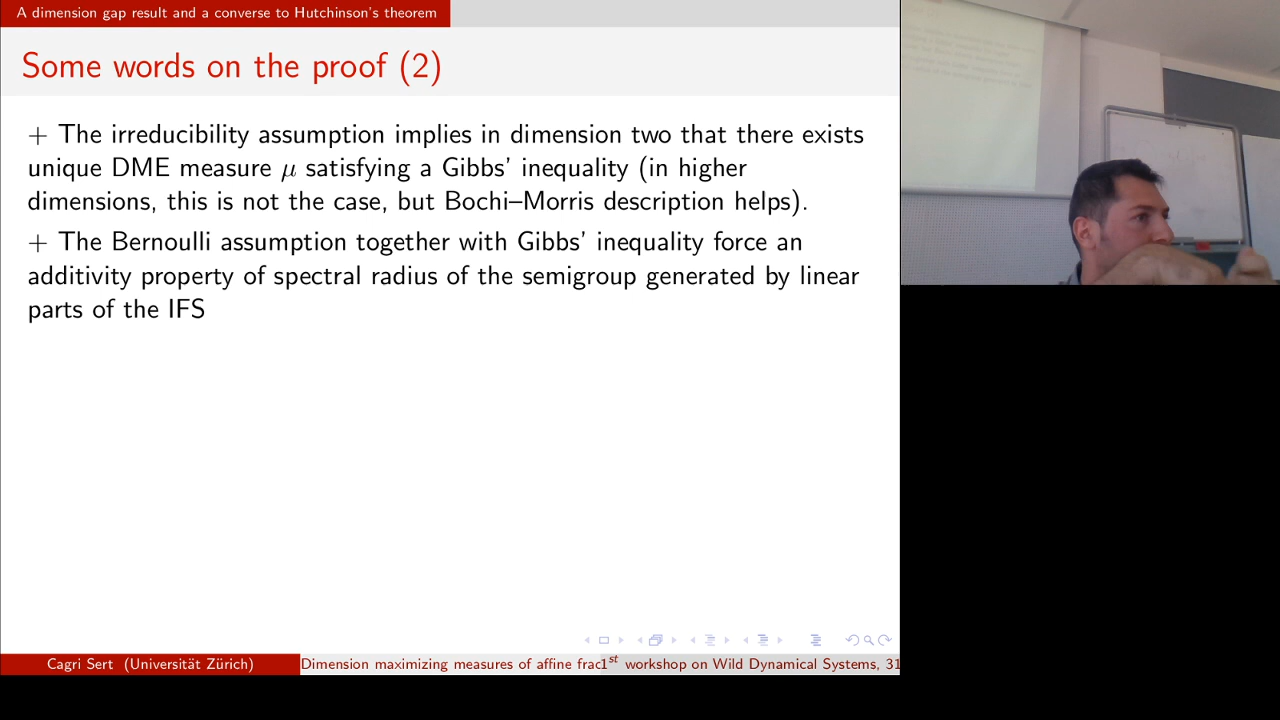 A dimension gap result and a converse to Hutchinson's theorem
Some words on the proof (2)
+ The irreducibility assumption implies in dimension two that there exists
unique DME measure μ satisfying a Gibbs' inequality (in higher
dimensions, this is not the case, but Bochi–Morris description helps).
+ The Bernoulli assumption together with Gibbs' inequality force an
additivity property of spectral radius of the semigroup generated by linear
parts of the IFS
Cagri Sert (Universität Zürich) Dimension maximizing measures of affine frac 1st workshop on Wild Dynamical Systems, 31